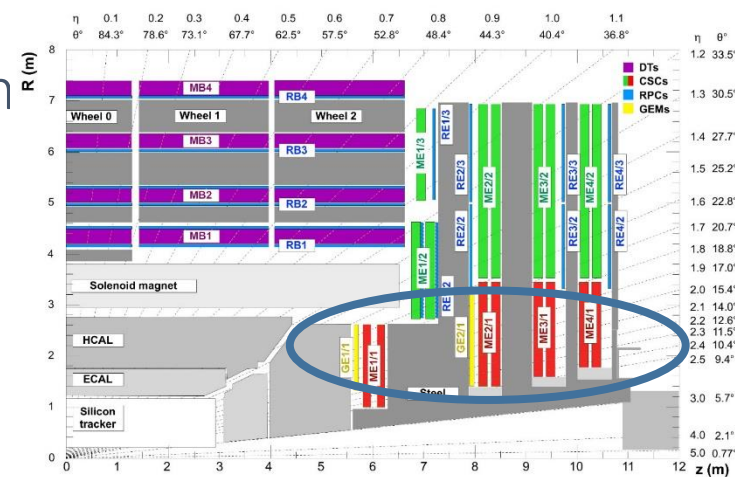 n
η 0.1 0.2 0.3 0.4 0.5 0.6 0.7 0.8 0.9 1.0 1.1 η θ°
θ° 84.3° 78.6° 73.1° 67.7° 62.5° 57.5° 52.8° 48.4° 44.3° 40.4° 36.8°
R (m)
8
7
6
5
4
3
2
1
0
1.2 33.5°
1.3 30.5°
1.4 27.7°
1.5 25.2°
1.6 22.8°
1.7 20.7°
1.8 18.8°
1.9 17.0°
2.0 15.4°
2.1 14.0°
2.2 12.6°
2.3 11.5°
2.4 10.4°
2.5 9.4°
3.0 5.7°
4.0 2.1°
5.0 0.77°
DTs
CSCs
RPCs
GEMs
MB4
RB4
Wheel 0 Wheel 1 Wheel 2
MB3
RB3
MB2
RB2
MB1
RB1
Solenoid magnet
HCAL
ECAL
Silicon
tracker
Steel
ME1/3
RE1/3
ME1/2
GE1/1
ME1/1
RE2/3
RE2/2
ME2/2
GE2/1
ME2/1
ME3/2
RE3/3
RE3/2
ME3/1
ME4/2
RE4/3
RE4/2
ME4/1
0 1 2 3 4 5 6 7 8 9 10 11 12
z (m)